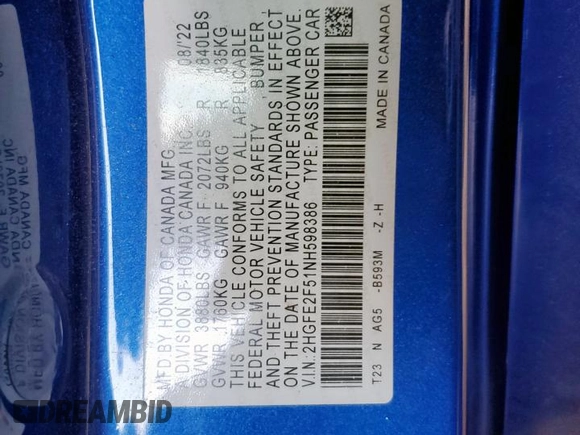 MFD BY HONDA OF CANADA MFG.
A DIVISION OF HONDA CANADA INC. 08/22
GVWR 3880LBS GAWR F 2072LBS R 1840LBS
GVWR 1760KG GAWR F 940KG R 835KG
THIS VEHICLE CONFORMS TO ALL APPLICABLE
FEDERAL MOTOR VEHICLE SAFETY BUMPER,
AND THEFT PREVENTION STANDARDS IN EFFECT
ON THE DATE OF MANUFACTURE SHOWN ABOVE.
V.I.N: 2HGFE2F51NH598386 TYPE: PASSENGER CAR
T23 N AG5 -B593M -Z -H
MADE IN CANADA
DREAMBID